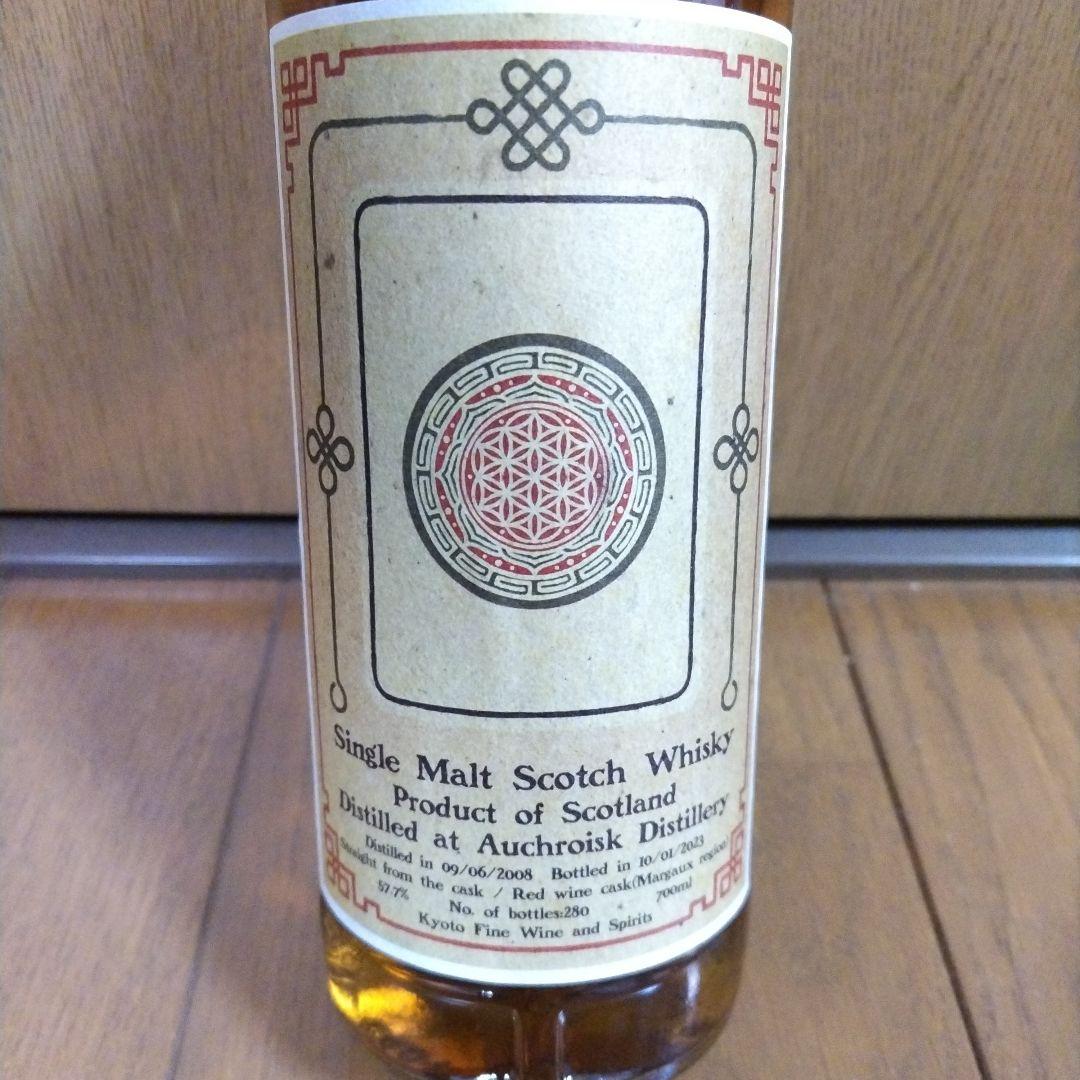 Single Malt Scotch Whisky
Product of Scotland
Distilled at Auchroisk Distillery
Distilled in 09/06/2008 Bottled in 10/01/2023
Straight from the cask / Red wine cask(Margaux region
57.7% 700ml
No. of bottles:280
Kyoto Fine Wine and Spirits